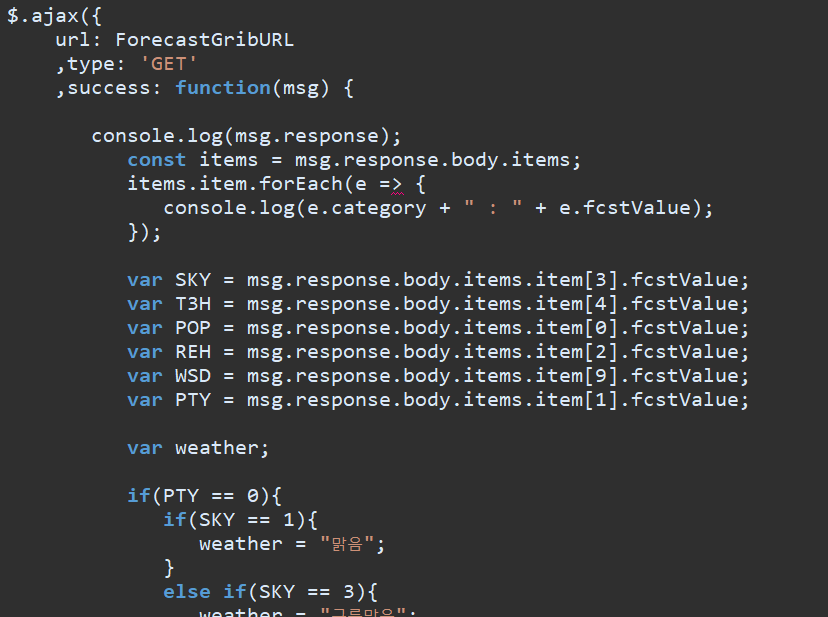 $.ajax({
    url: ForecastGribURL
    ,type: 'GET'
    ,success: function(msg) {
       console.log(msg.response);
          const items = msg.response.body.items;
          items.item.forEach(e => {
             console.log(e.category + " : " + e.fcstValue);
          });
          var SKY = msg.response.body.items.item[3].fcstValue;
          var T3H = msg.response.body.items.item[4].fcstValue;
          var POP = msg.response.body.items.item[0].fcstValue;
          var REH = msg.response.body.items.item[2].fcstValue;
          var WSD = msg.response.body.items.item[9].fcstValue;
          var PTY = msg.response.body.items.item[1].fcstValue;
          var weather;
          if(PTY == 0){
             if(SKY == 1){
                weather = "맑음";
             }
             else if(SKY == 3){
                weather = "구름많음";